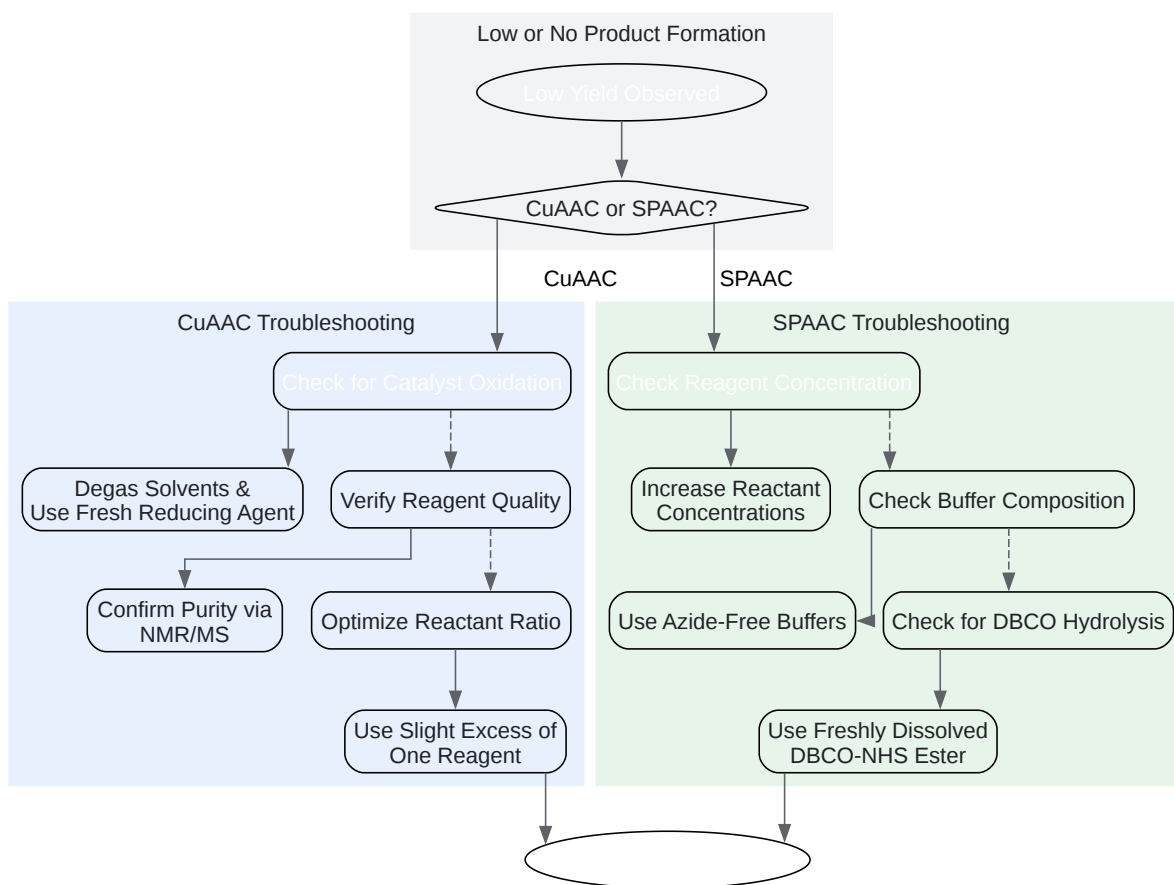 Low or No Product Formation
Low Yield Observed
CuAAC or SPAAC?
CuAAC
SPAAC
CuAAC Troubleshooting
SPAAC Troubleshooting
Check for Catalyst Oxidation
Check Reagent Concentration
Degas Solvents &
Use Fresh Reducing Agent
Verify Reagent Quality
Increase Reactant
Concentrations
Check Buffer Composition
Confirm Purity via
NMR/MS
Optimize Reactant Ratio
Use Azide-Free Buffers
Check for DBCO Hydrolysis
Use Slight Excess of
One Reagent
Use Freshly Dissolved
DBCO-NHS Ester